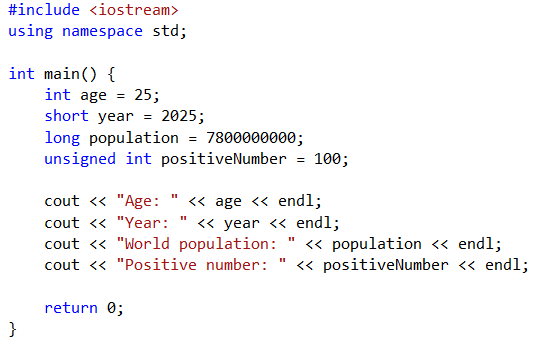 #include <iostream>
using namespace std;
int main() {
    int age = 25;
    short year = 2025;
    long population = 7800000000;
    unsigned int positiveNumber = 100;
    cout << "Age: " << age << endl;
    cout << "Year: " << year << endl;
    cout << "World population: " << population << endl;
    cout << "Positive number: " << positiveNumber << endl;
    return 0;
}